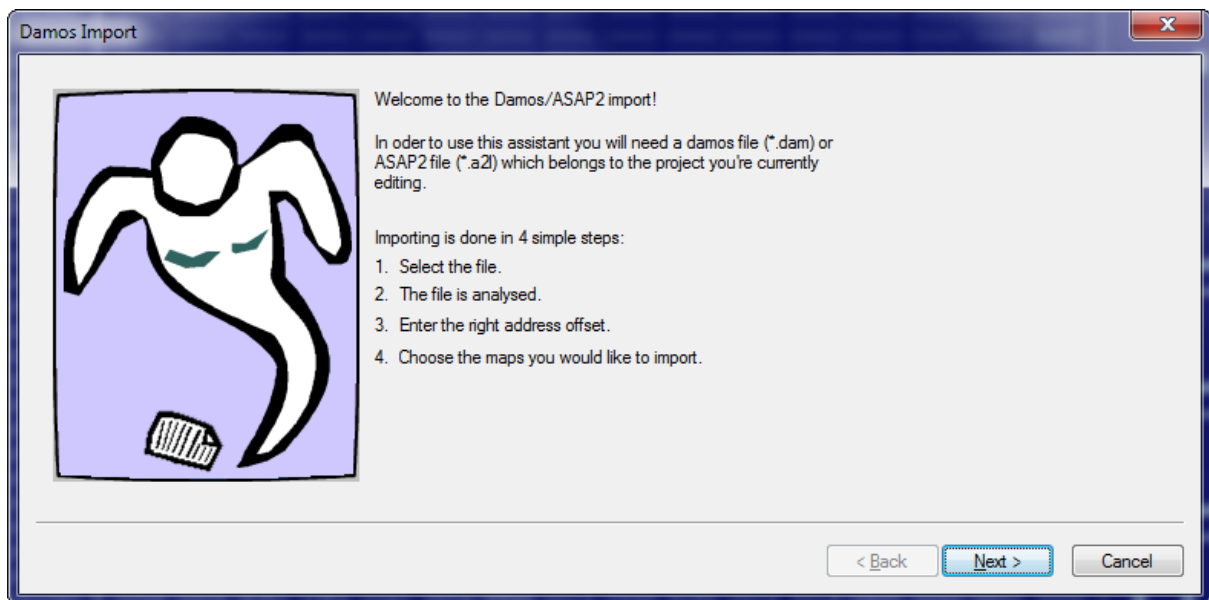 Damos Import
Welcome to the Damos/ASAP2 import!
In oder to use this assistant you will need a damos file (*.dam) or
ASAP2 file (*.a2l) which belongs to the project you're currently
editing.
Importing is done in 4 simple steps:
1. Select the file.
2. The file is analysed.
3. Enter the right address offset.
4. Choose the maps you would like to import.
< Back
Next >
Cancel